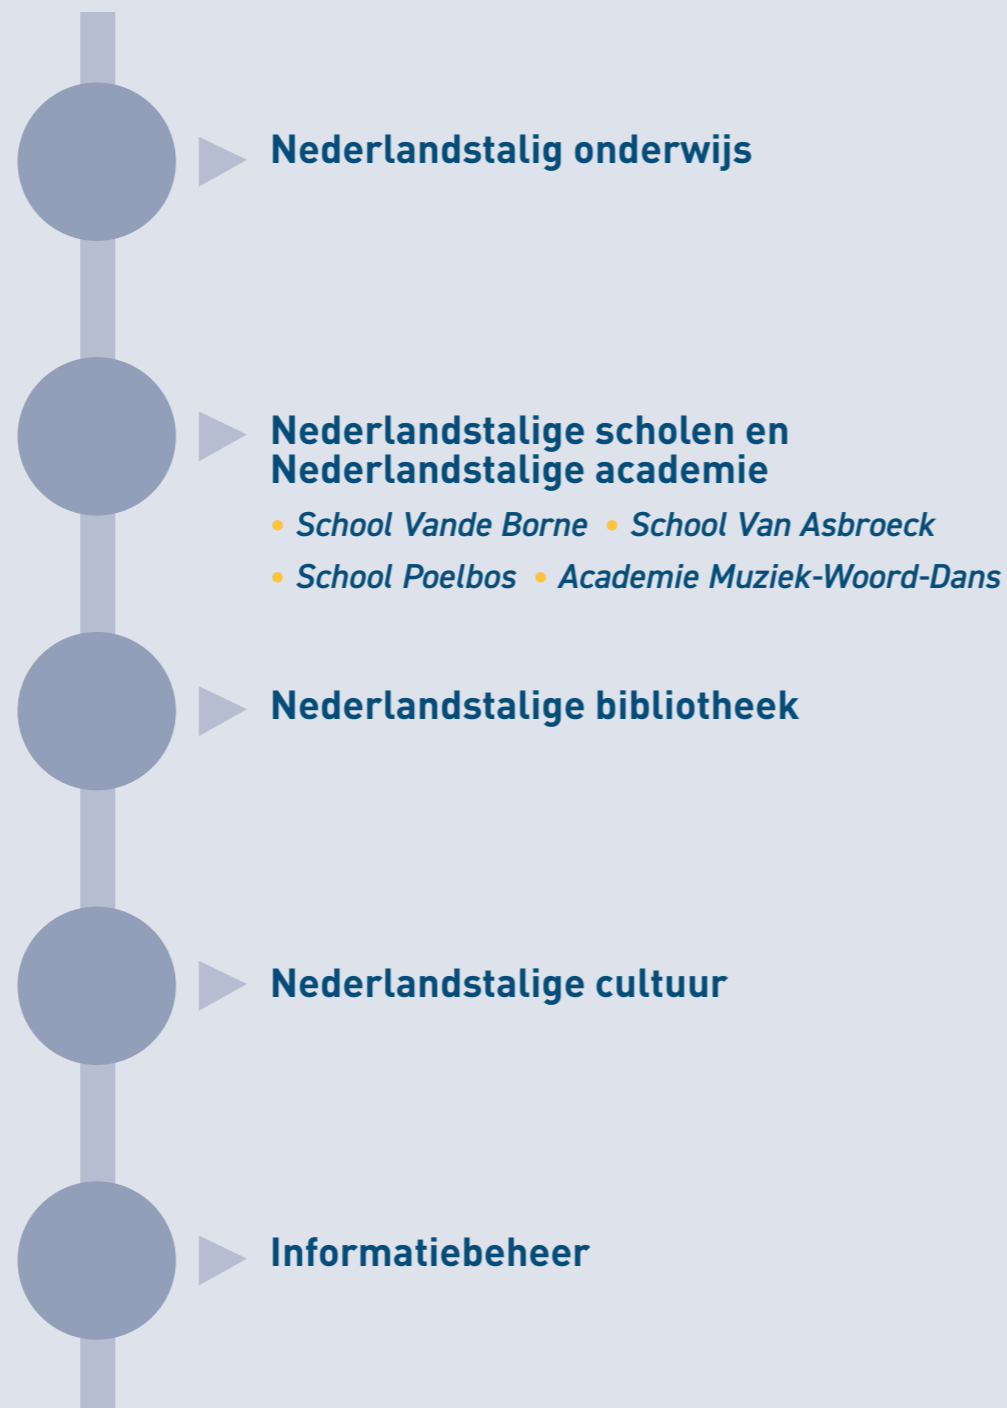 Nederlandstalig onderwijs
Nederlandstalige scholen en
Nederlandstalige academie
• School Vande Borne • School Van Asbroeck
• School Poelbos • Academie Muziek-Woord-Dans
Nederlandstalige bibliotheek
Nederlandstalige cultuur
Informatiebeheer